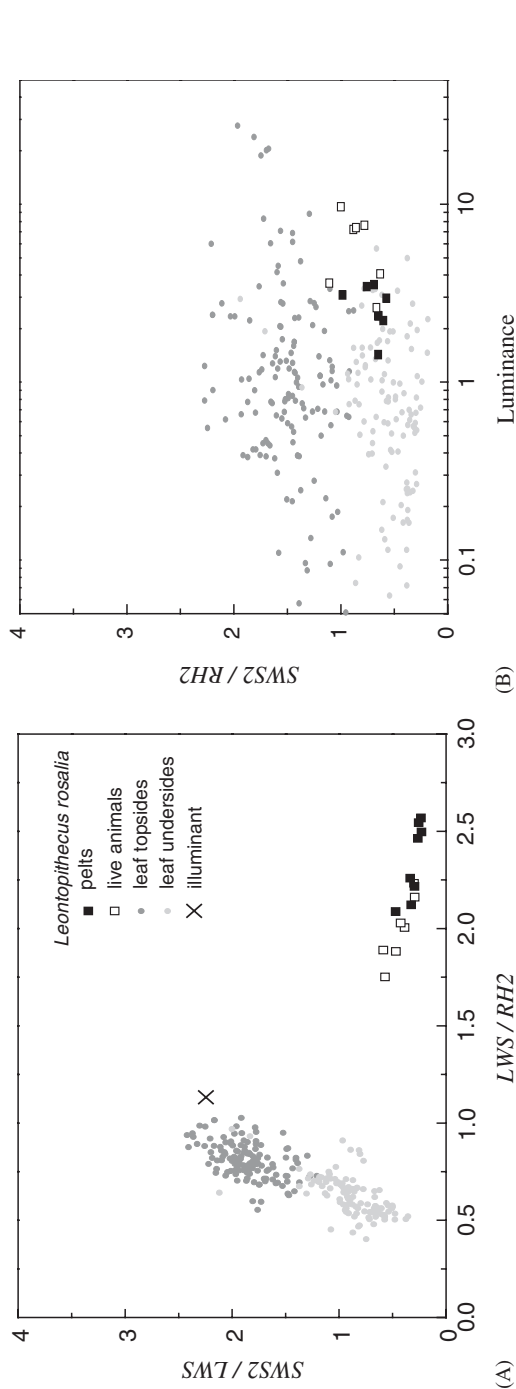 4
3
2
1
0
SWS2 / LWS
0.0
0.5
1.0
1.5
2.0
2.5
3.0
LWS / RH2
Leontopithecus rosalia
pelts
live animals
leaf topsides
leaf undersides
illuminant
(A)
4
3
2
1
0
SWS2 / RH2
0.1
1
10
Luminance
(B)